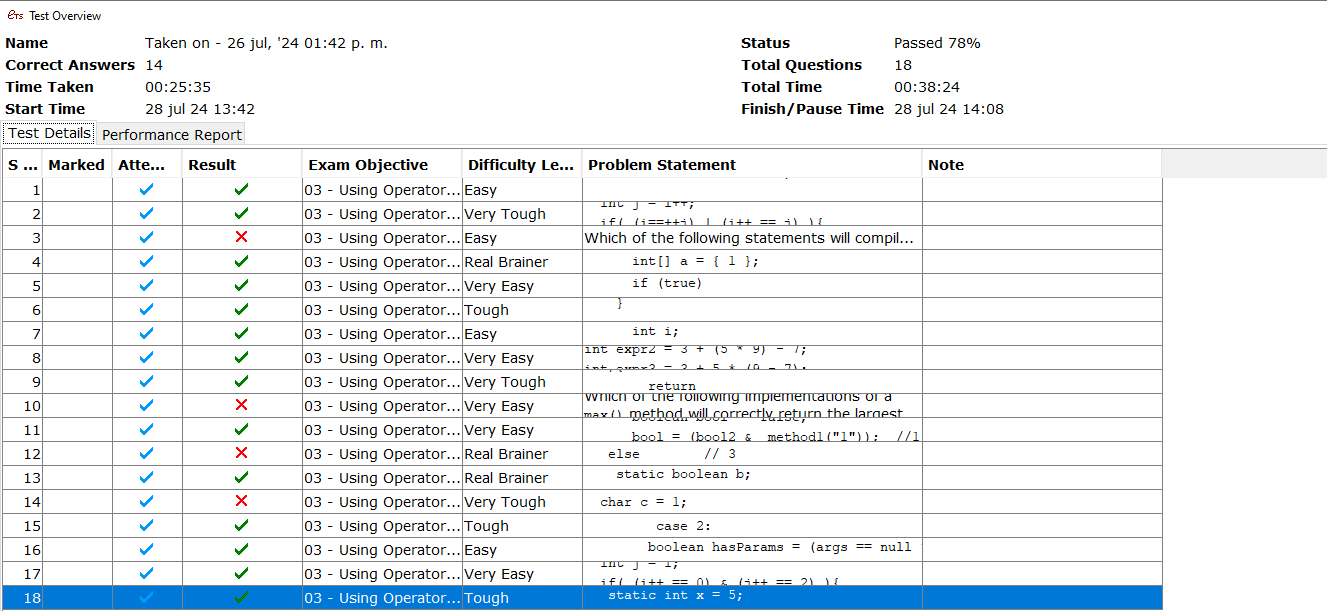 ETS Test Overview
Name Taken on - 26 jul, '24 01:42 p. m. Status Passed 78%
Correct Answers 14 Total Questions 18
Time Taken 00:25:35 Total Time 00:38:24
Start Time 28 jul 24 13:42 Finish/Pause Time 28 jul 24 14:08
Test Details Performance Report
S ... Marked Atte... Result Exam Objective Difficulty Le... Problem Statement Note
1 03 - Using Operator... Easy
2 03 - Using Operator... Very Tough int j = i++;
if( (i==++j) | (i++ == j) ){
3 03 - Using Operator... Easy Which of the following statements will compil...
4 03 - Using Operator... Real Brainer int[] a = { 1 };
5 03 - Using Operator... Very Easy if (true)
6 03 - Using Operator... Tough }
7 03 - Using Operator... Easy int i;
8 03 - Using Operator... Very Easy int expr2 = 3 + (5 * 9) - 7;
int expr3 = 3 + 5 * (9 - 7);
9 03 - Using Operator... Very Tough return
10 03 - Using Operator... Very Easy Which of the following implementations of a
max() method will correctly return the largest
11 03 - Using Operator... Very Easy bool = (bool2 & method1("1")); //1
12 03 - Using Operator... Real Brainer else // 3
13 03 - Using Operator... Real Brainer static boolean b;
14 03 - Using Operator... Very Tough char c = 1;
15 03 - Using Operator... Tough case 2:
16 03 - Using Operator... Easy boolean hasParams = (args == null
17 03 - Using Operator... Very Easy int j = 1;
if( (i++ == 0) & (j++ == 2) ){
18 03 - Using Operator... Tough static int x = 5;